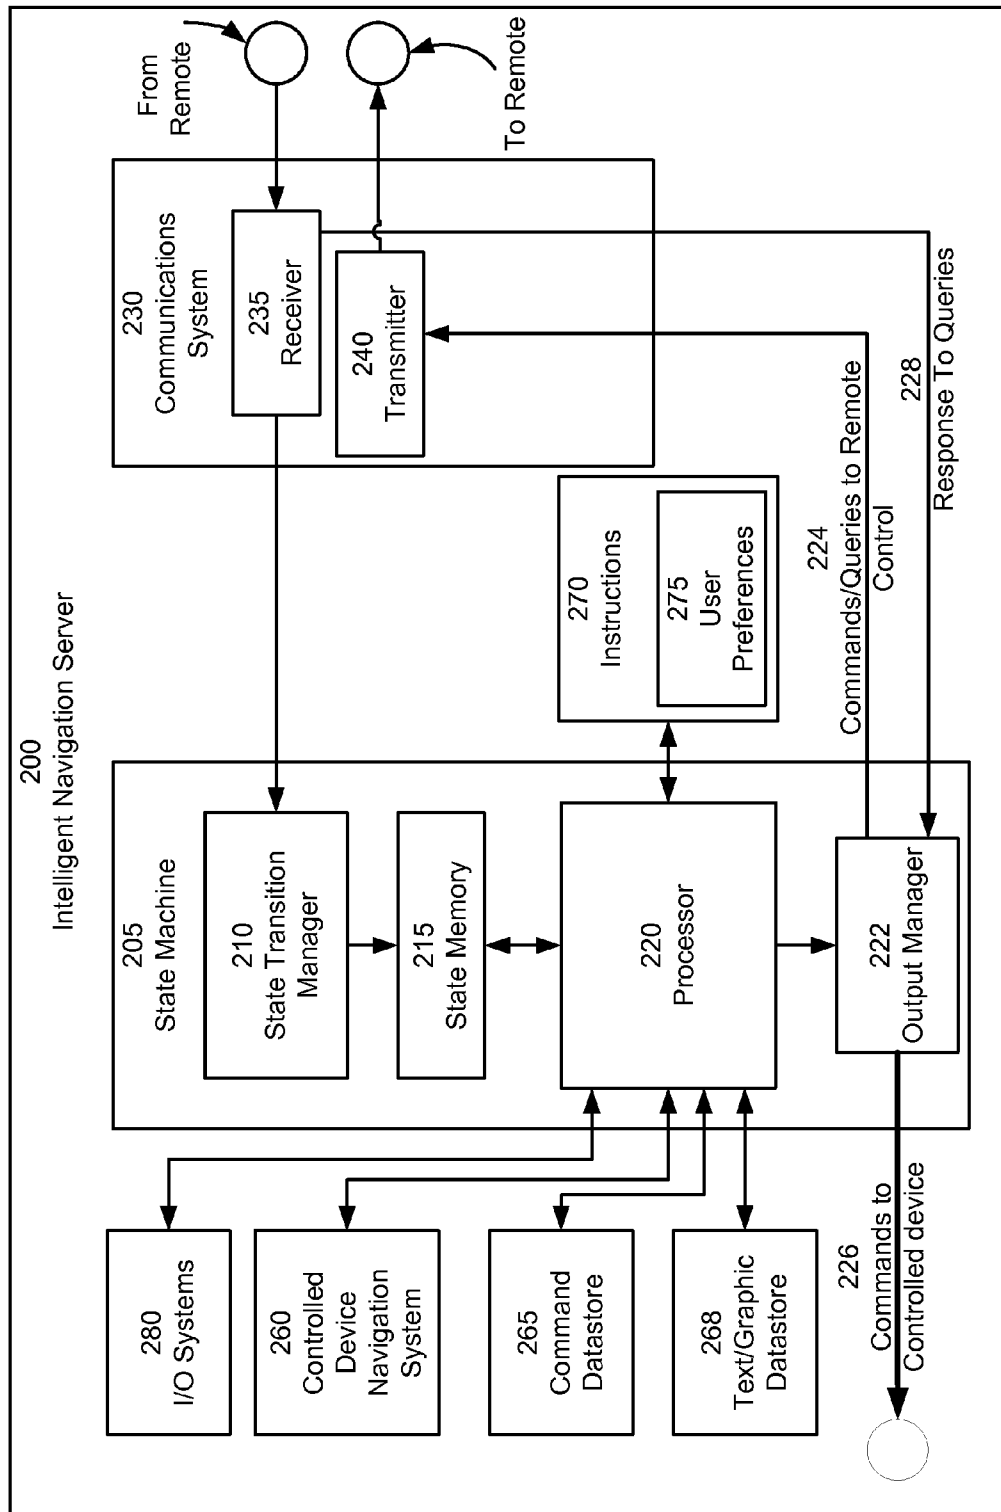 200
Intelligent Navigation Server
280
I/O Systems
260
Controlled
Device
Navigation
System
265
Command
Datastore
268
Text/Graphic
Datastore
205
State Machine
210
State Transition
Manager
215
State Memory
220
Processor
222
Output Manager
226
Commands to
Controlled device
270
Instructions
275
User
Preferences
230
Communications
System
235
Receiver
240
Transmitter
From
Remote
To Remote
224
Commands/Queries to Remote
Control
228
Response To Queries